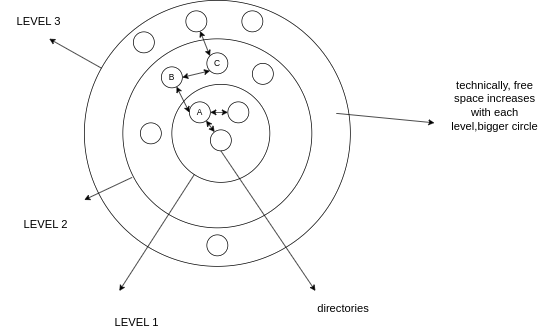 LEVEL 3
C
B
technically, free
space increases
with each
level,bigger circle
A
LEVEL 2
directories
LEVEL 1